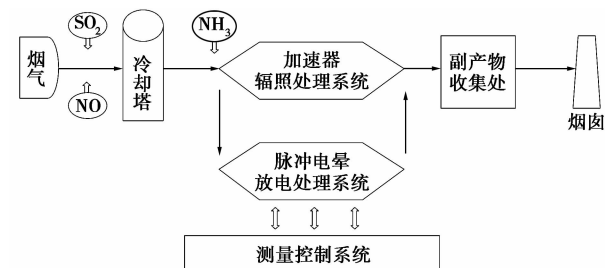 SO₂
NH₃
烟气
NO
冷却塔
加速器
辐照处理系统
副产物
收集处
烟囱
脉冲电晕
放电处理系统
测量控制系统